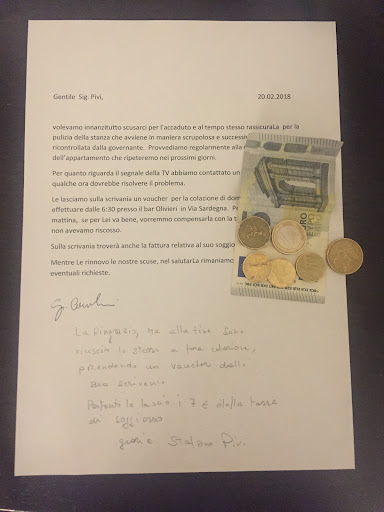 Gentile Sig. Pivi, 20.02.2018
volevamo innanzitutto scusarci per l'accaduto e al tempo stesso rassicurarLa per la
pulizia della stanza che avviene in maniera scrupolosa e
ricontrollata dalla governante. Provvediamo regolarmente alla
dell'appartamento che ripeteremo nei prossimi giorni.
Per quanto riguarda il segnale della TV abbiamo contattato un
qualche ora dovrebbe risolvere il problema.
Le lasciamo sulla scrivania un voucher per la colazione di
effettuare dalle 6:30 presso il bar Olivieri in Via Sardegna.
mattina, se per Lei va bene, vorremmo compensarla con la
non avevamo riscosso.
Sulla scrivania troverà anche la fattura relativa al suo
Mentre Le rinnovo le nostre scuse, nel salutarLa rimaniamo
eventuali richieste.
La ringrazio, ma alla fine sono
riuscito lo stesso a fare colazione,
prendendo un voucher dalla
sua scrivania
Pertanto le lascio i 7 € della tassa
di soggiorno
grazie Stefano Pivi